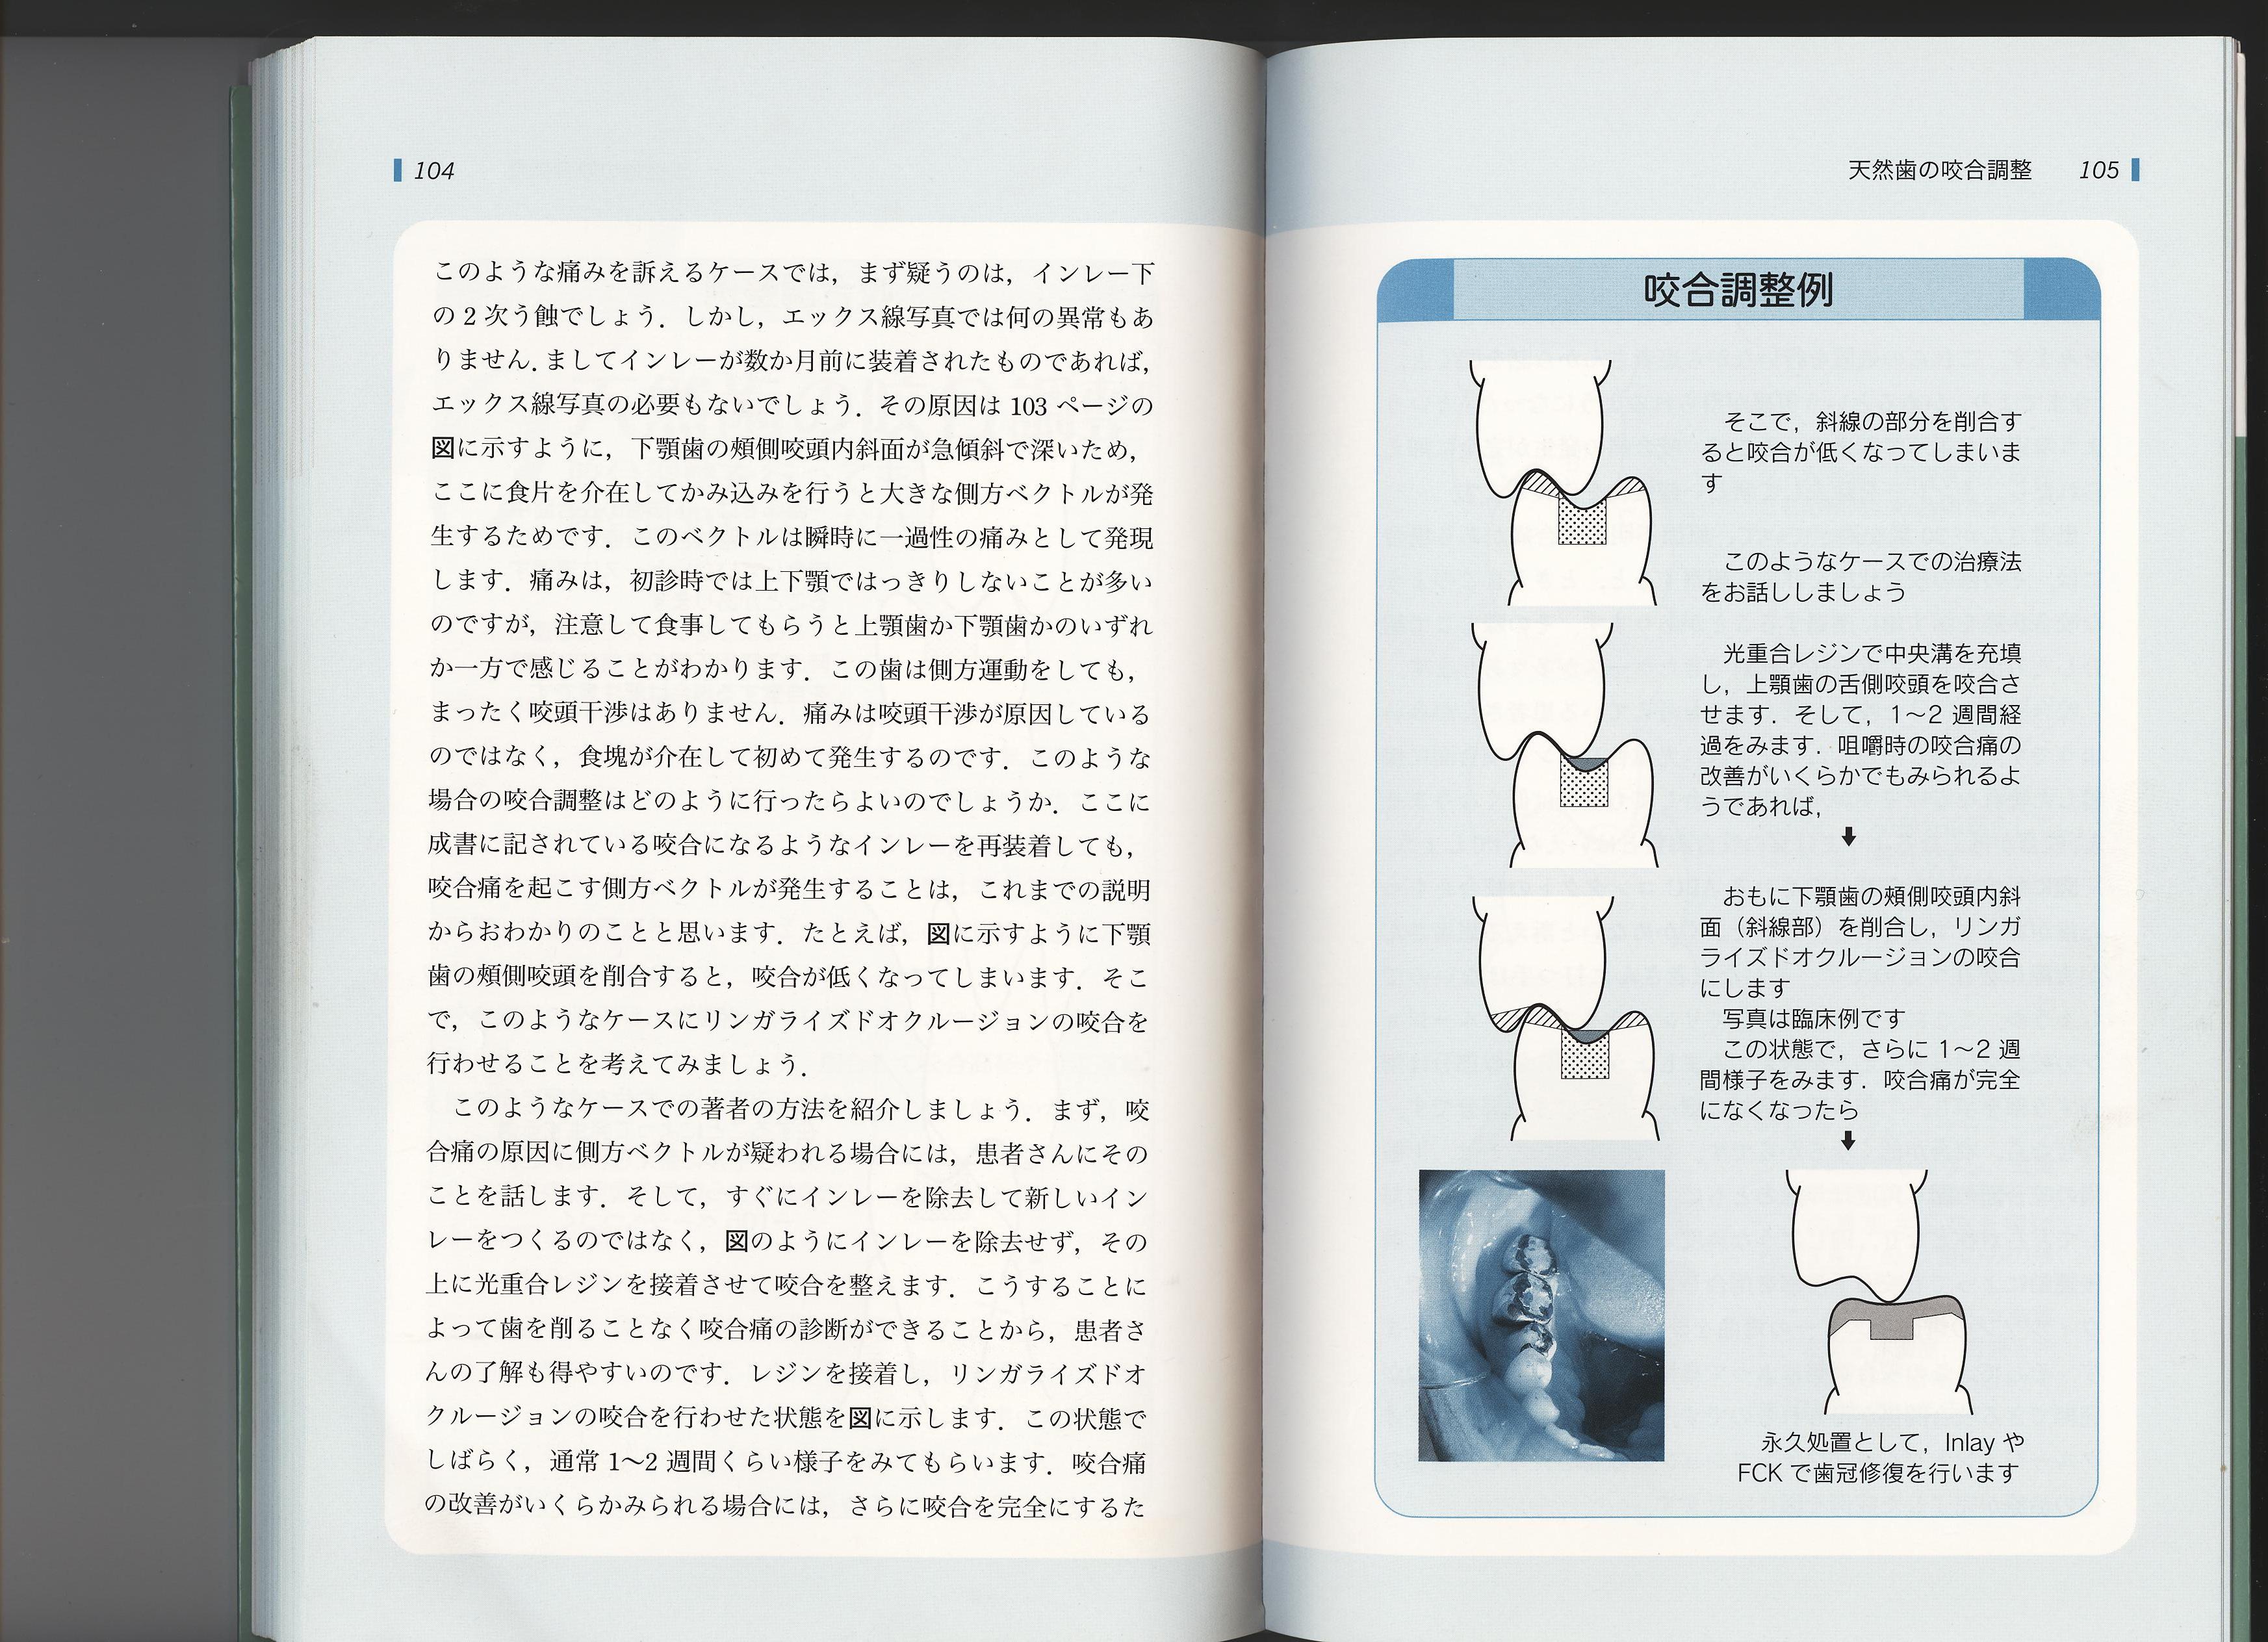 104
このような痛みを訴えるケースでは，まず疑うのは，インレー下
の 2 次う蝕でしょう．しかし，エックス線写真では何の異常もあ
りません．ましてインレーが数か月前に装着されたものであれば，
エックス線写真の必要もないでしょう．その原因は 103 ページの
図に示すように，下顎歯の頰側咬頭内斜面が急傾斜で深いため，
ここに食片を介在してかみ込みを行うと大きな側方ベクトルが発
生するためです．このベクトルは瞬時に一過性の痛みとして発現
します．痛みは，初診時では上下顎ではっきりしないことが多い
のですが，注意して食事してもらうと上顎歯か下顎歯かのいずれ
か一方で感じることがわかります．この歯は側方運動をしても，
まったく咬頭干渉はありません．痛みは咬頭干渉が原因している
のではなく，食塊が介在して初めて発生するのです．このような
場合の咬合調整はどのように行ったらよいのでしょうか．ここに
成書に記されている咬合になるようなインレーを再装着しても，
咬合痛を起こす側方ベクトルが発生することは，これまでの説明
からおわかりのことと思います．たとえば，図に示すように下顎
歯の頰側咬頭を削合すると，咬合が低くなってしまいます．そこ
で，このようなケースにリンガライズドオクルージョンの咬合を
行わせることを考えてみましょう．
このようなケースでの著者の方法を紹介しましょう．まず，咬
合痛の原因に側方ベクトルが疑われる場合には，患者さんにその
ことを話します．そして，すぐにインレーを除去して新しいイン
レーをつくるのではなく，図のようにインレーを除去せず，その
上に光重合レジンを接着させて咬合を整えます．こうすることに
よって歯を削ることなく咬合痛の診断ができることから，患者さ
んの了解も得やすいのです．レジンを接着し，リンガライズドオ
クルージョンの咬合を行わせた状態を図に示します．この状態で
しばらく，通常 1〜2 週間くらい様子をみてもらいます．咬合痛
の改善がいくらかみられる場合には，さらに咬合を完全にするた
天然歯の咬合調整 105
咬合調整例
そこで，斜線の部分を削合す
ると咬合が低くなってしまいま
す
このようなケースでの治療法
をお話ししましょう
光重合レジンで中央溝を充填
し，上顎歯の舌側咬頭を咬合さ
せます．そして，1〜2 週間経
過をみます．咀嚼時の咬合痛の
改善がいくらかでもみられるよ
うであれば，
おもに下顎歯の頰側咬頭内斜
面（斜線部）を削合し，リンガ
ライズドオクルージョンの咬合
にします
写真は臨床例です
この状態で，さらに 1〜2 週
間様子をみます．咬合痛が完全
になくなったら
永久処置として，Inlay や
FCK で歯冠修復を行います